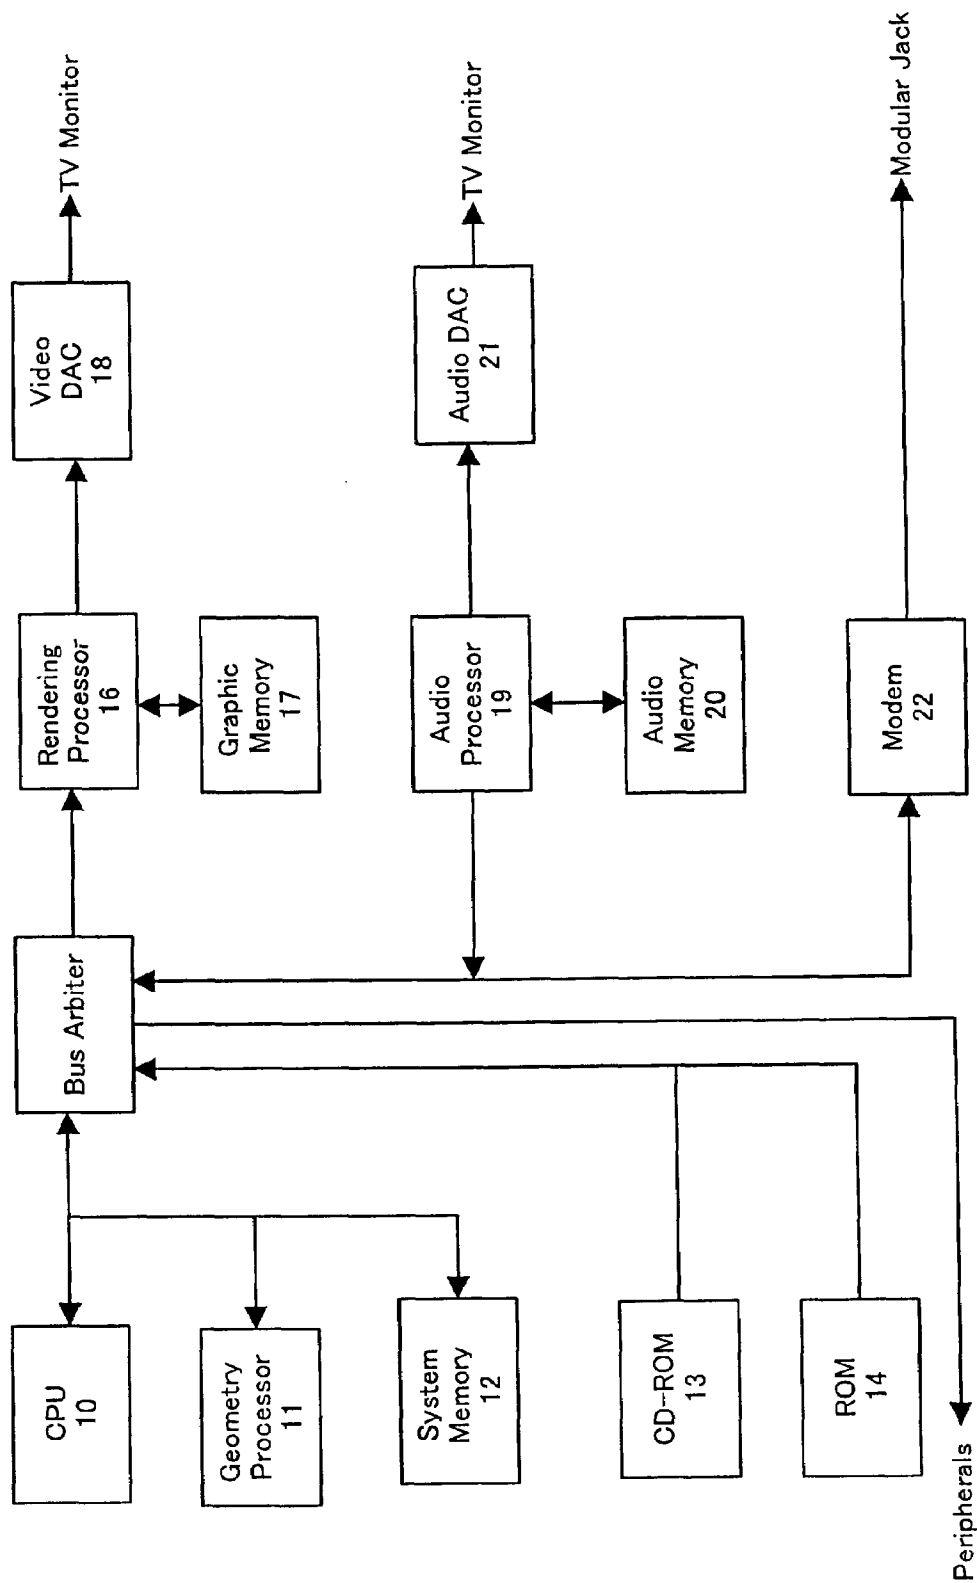 CPU
10
Geometry
Processor
11
System
Memory
12
CD-ROM
13
ROM
14
Peripherals
Bus Arbiter
Rendering
Processor
16
Graphic
Memory
17
Audio
Processor
19
Audio
Memory
20
Modem
22
Video
DAC
18
Audio DAC
21
TV Monitor
TV Monitor
Modular Jack